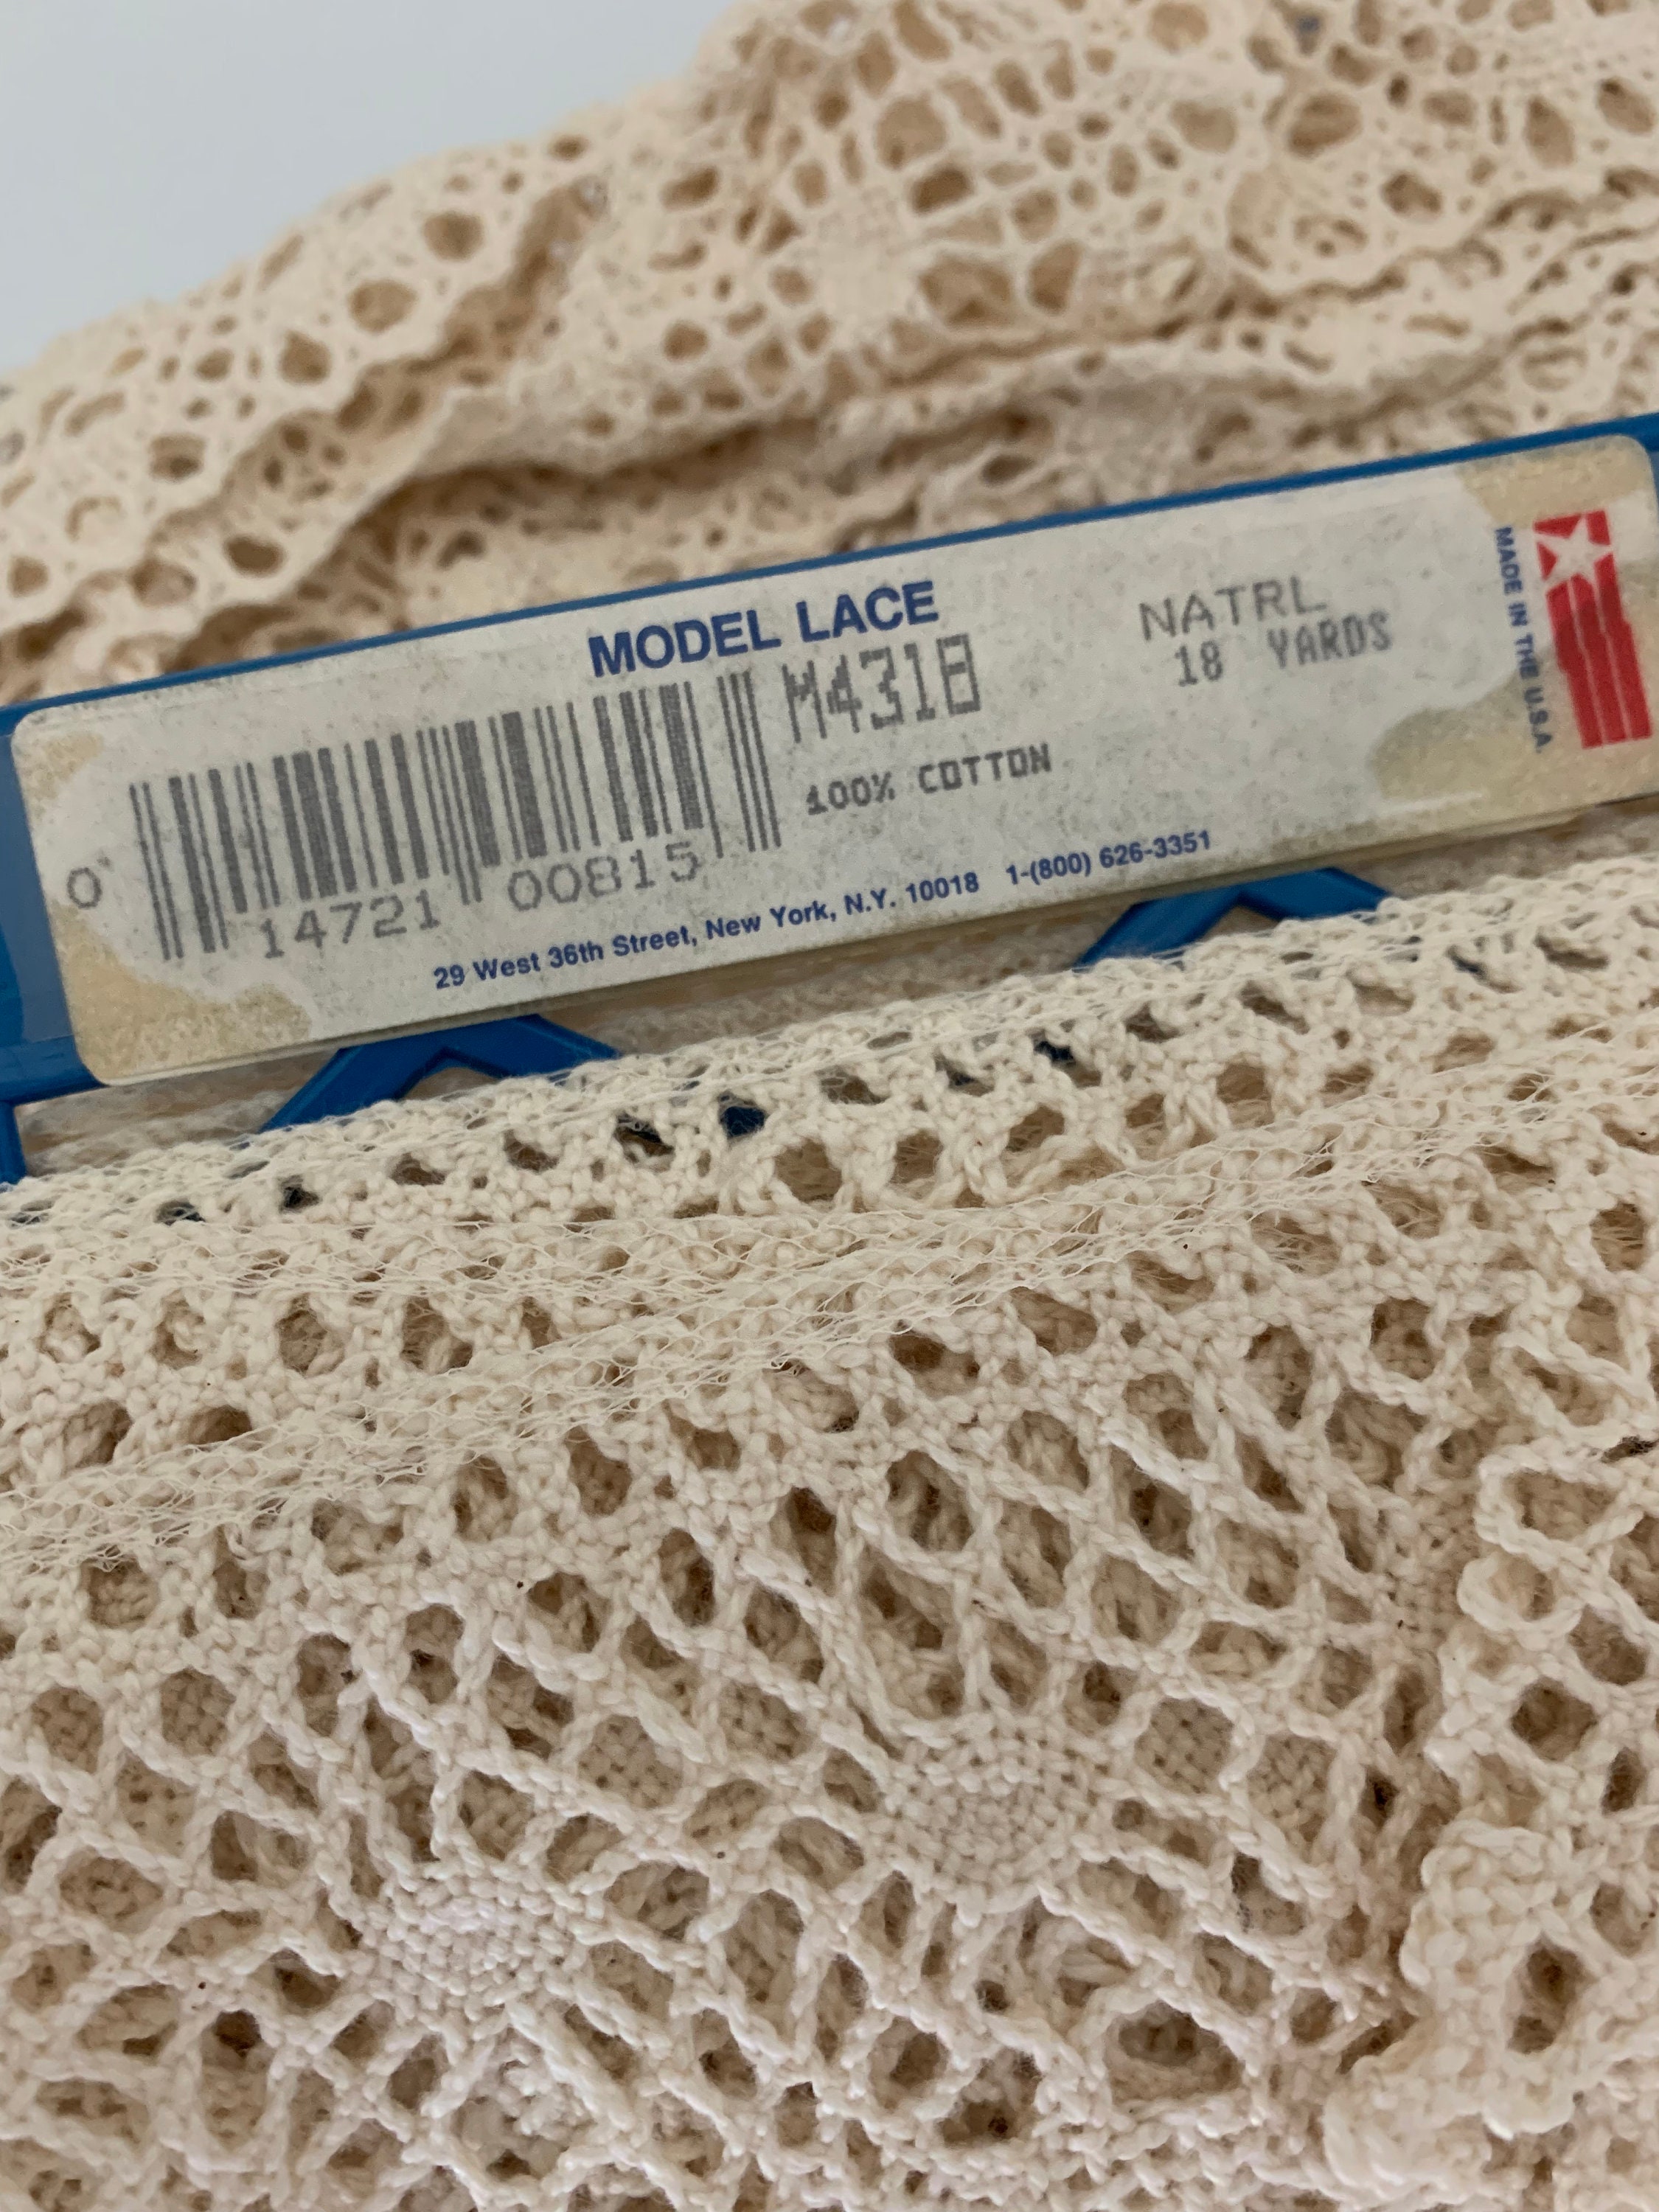 MODEL LACE
M4318
NATRL
18 YARDS
100% COTTON
0 14721 00815
29 West 36th Street, New York, N.Y. 10018 1-(800) 626-3351
MADE IN THE U.S.A.